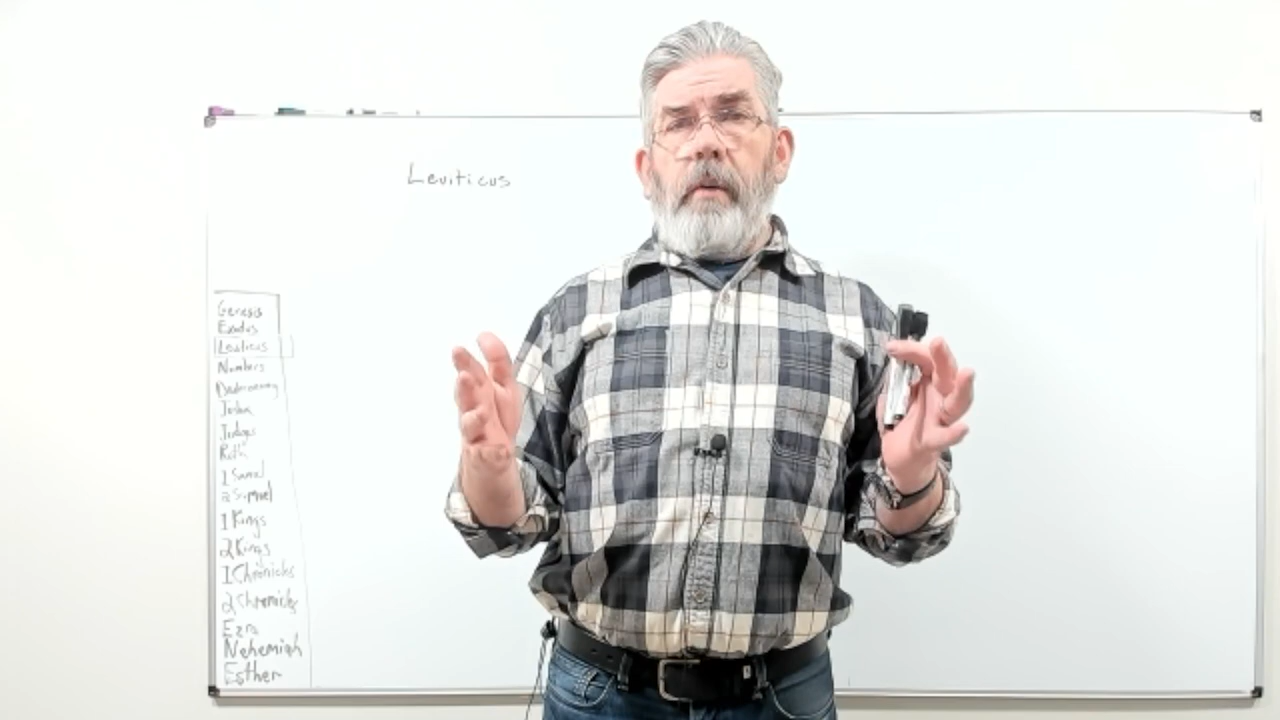 Leviticus
Genesis
Exodus
Leviticus
Numbers
Deuteronomy
Joshua
Judges
Ruth
1 Samuel
2 Samuel
1 Kings
2 Kings
1 Chronicles
2 Chronicles
Ezra
Nehemiah
Esther